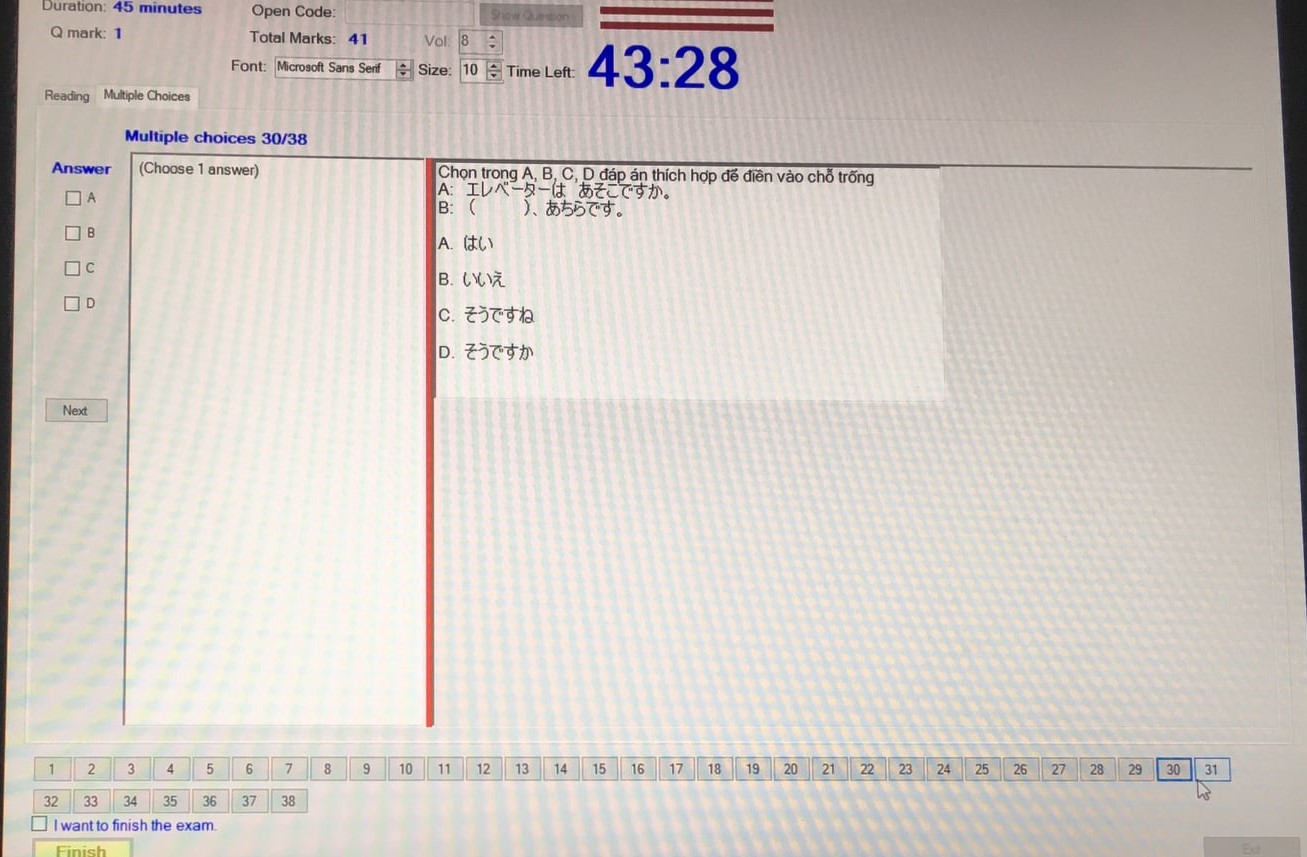 Duration: 45 minutes
Q mark: 1
Open Code:
Show Question
Total Marks: 41
Vol: 8
Font: Microsoft Sans Serif
Size: 10
Time Left: 43:28
Reading
Multiple Choices
Multiple choices 30/38
Answer
A
B
C
D
Next
(Choose 1 answer)
Chọn trong A, B, C, D đáp án thích hợp để điền vào chỗ trống
A: エレベーターは あそこですか。
B: ( )、あちらです。
A. はい
B. いいえ
C. そうですね
D. そうですか
1 2 3 4 5 6 7 8 9 10 11 12 13 14 15 16 17 18 19 20 21 22 23 24 25 26 27 28 29 30 31
32 33 34 35 36 37 38
I want to finish the exam.
Finish
Exit